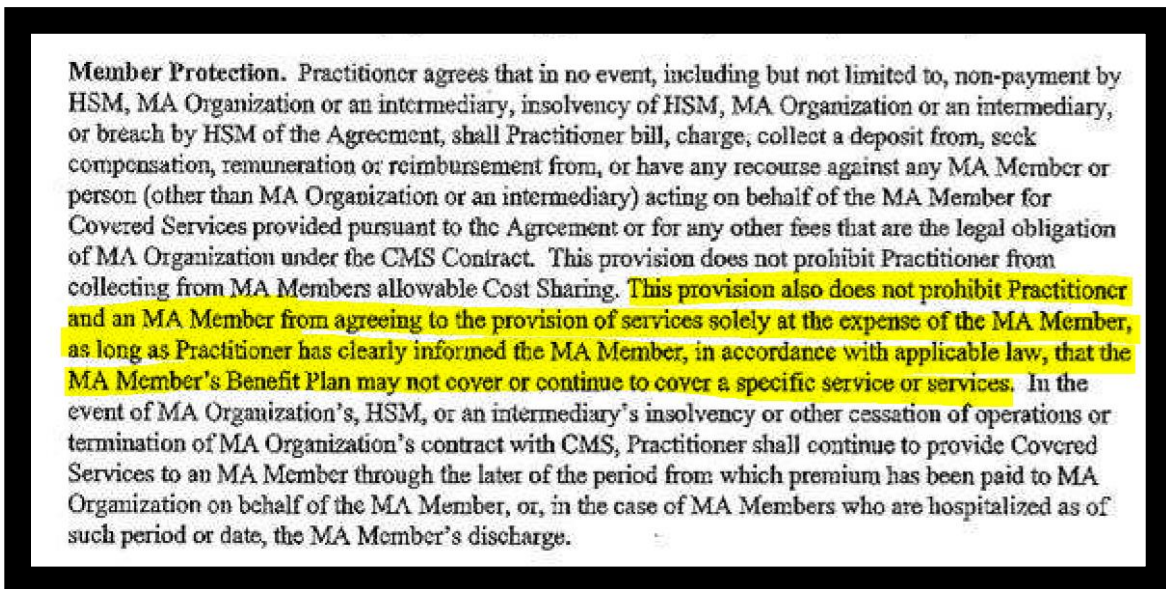 Member Protection. Practitioner agrees that in no event, including but not limited to, non-payment by
HSM, MA Organization or an intermediary, insolvency of HSM, MA Organization or an intermediary,
or breach by HSM of the Agreement, shall Practitioner bill, charge, collect a deposit from, seek
compensation, remuneration or reimbursement from, or have any recourse against any MA Member or
person (other than MA Organization or an intermediary) acting on behalf of the MA Member for
Covered Services provided pursuant to the Agreement or for any other fees that are the legal obligation
of MA Organization under the CMS Contract. This provision does not prohibit Practitioner from
collecting from MA Members allowable Cost Sharing. This provision also does not prohibit Practitioner
and an MA Member from agreeing to the provision of services solely at the expense of the MA Member,
as long as Practitioner has clearly informed the MA Member, in accordance with applicable law, that the
MA Member's Benefit Plan may not cover or continue to cover a specific service or services. In the
event of MA Organization's, HSM, or an intermediary's insolvency or other cessation of operations or
termination of MA Organization's contract with CMS, Practitioner shall continue to provide Covered
Services to an MA Member through the later of the period from which premium has been paid to MA
Organization on behalf of the MA Member, or, in the case of MA Members who are hospitalized as of
such period or date, the MA Member's discharge.